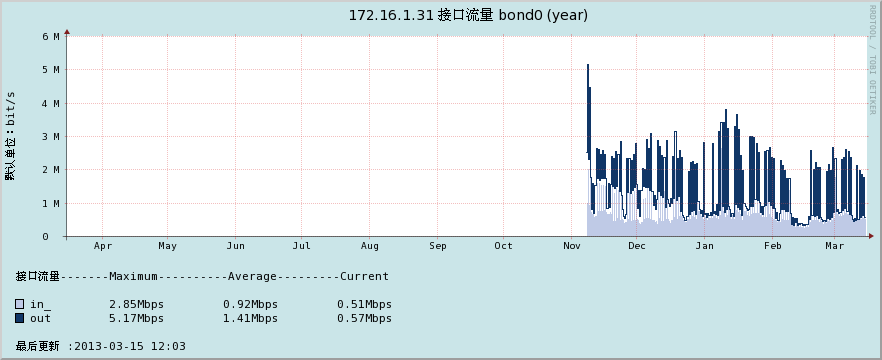 172.16.1.31 接口流量 bond0 (year)
RRDTOOL / TOBI OETIKER
默认单位：bit/s
6 M
5 M
4 M
3 M
2 M
1 M
0
Apr May Jun Jul Aug Sep Oct Nov Dec Jan Feb Mar
接口流量-------Maximum----------Average---------Current
in_ 2.85Mbps 0.92Mbps 0.51Mbps
out 5.17Mbps 1.41Mbps 0.57Mbps
最后更新 :2013-03-15 12:03